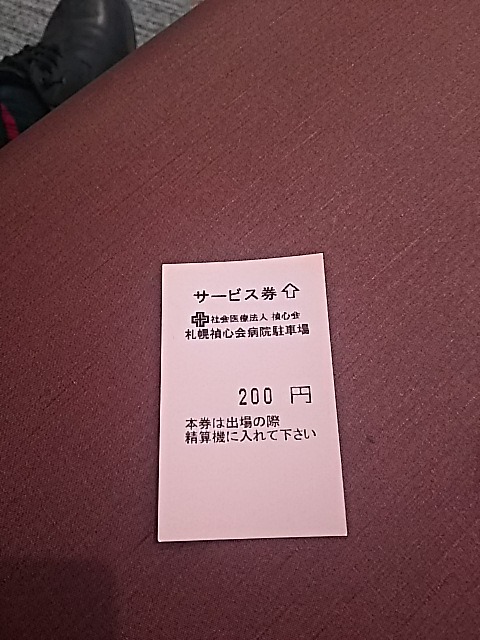 サービス券⇧
社会医療法人 禎心会
札幌禎心会病院駐車場
200 円
本券は出場の際
精算機に入れて下さい